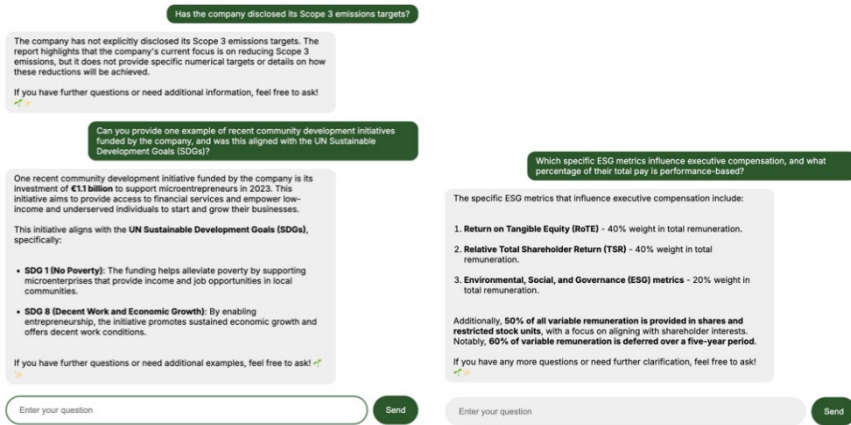 Has the company disclosed its Scope 3 emissions targets?
The company has not explicitly disclosed its Scope 3 emissions targets. The
report highlights that the company's current focus is on reducing Scope 3
emissions, but it does not provide specific numerical targets or details on how
these reductions will be achieved.
If you have further questions or need additional information, feel free to ask!
🌱✨
Can you provide one example of recent community development initiatives
funded by the company, and was this aligned with the UN Sustainable
Development Goals (SDGs)?
One recent community development initiative funded by the company is its
investment of €1.1 billion to support microentrepreneurs in 2023. This
initiative aims to provide access to financial services and empower low-
income and underserved individuals to start and grow their businesses.
This initiative aligns with the UN Sustainable Development Goals (SDGs),
specifically:
• SDG 1 (No Poverty): The funding helps alleviate poverty by supporting
microenterprises that provide income and job opportunities in local
communities.
• SDG 8 (Decent Work and Economic Growth): By enabling
entrepreneurship, the initiative promotes sustained economic growth and
offers decent work conditions.
If you have further questions or need additional examples, feel free to ask! 🌱
✨
Enter your question
Send
Which specific ESG metrics influence executive compensation, and what
percentage of their total pay is performance-based?
The specific ESG metrics that influence executive compensation include:
1. Return on Tangible Equity (RoTE) - 40% weight in total remuneration.
2. Relative Total Shareholder Return (TSR) - 40% weight in total
remuneration.
3. Environmental, Social, and Governance (ESG) metrics - 20% weight in
total remuneration.
Additionally, 50% of all variable remuneration is provided in shares and
restricted stock units, with a focus on aligning with shareholder interests.
Notably, 60% of variable remuneration is deferred over a five-year period.
If you have any more questions or need further clarification, feel free to ask!
🌱✨
Enter your question
Send